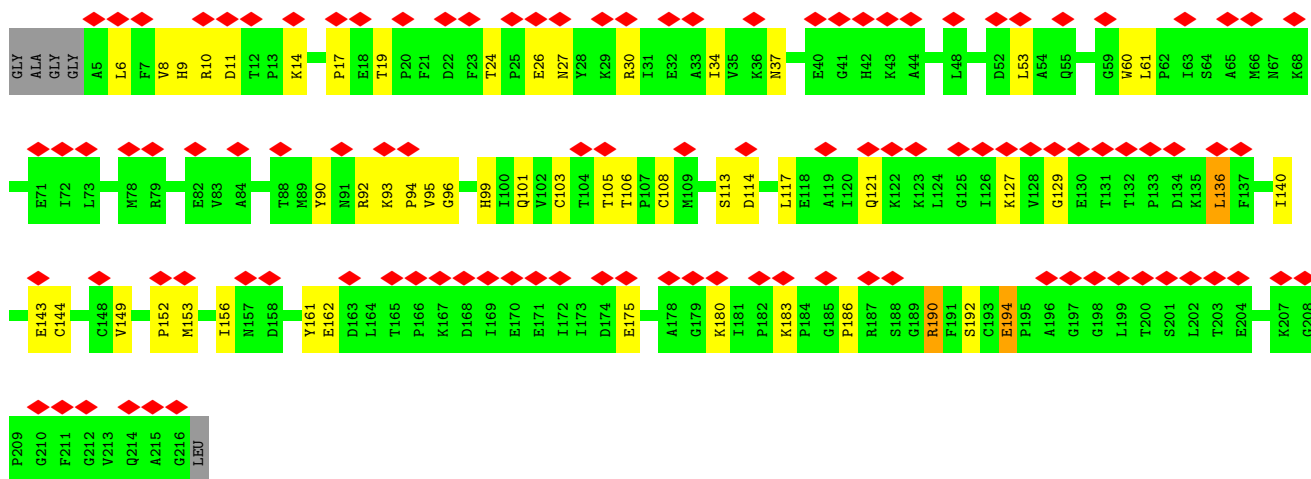 GLY ALA GLY GLY A5 L6 F7 V8 H9 R10 D11 T12 P13 K14 P17 E18 T19 P20 F21 D22 F23 T24 P25 E26 N27 Y28 K29 R30 I31 E32 A33 I34 V35 K36 N37 E40 G41 H42 K43 A44 L48 D52 L53 A54 Q55 G59 W60 L61 P62 I63 S64 A65 M66 N67 K68
E71 I72 L73 M78 R79 E82 V83 A84 T88 M89 Y90 N91 R92 K93 P94 V95 G96 H99 I100 Q101 V102 C103 T104 T105 T106 P107 C108 M109 S113 D114 L117 E118 A119 I120 Q121 K122 K123 L124 G125 I126 K127 V128 G129 E130 T131 T132 P133 D134 K135 L136 F137 I140
E143 C144 C148 V149 P152 M153 I156 N157 D158 Y161 E162 D163 L164 T165 P166 K167 D168 I169 E170 E171 I172 I173 D174 E175 A178 G179 K180 I181 P182 K183 P184 G185 P186 R187 S188 G189 R190 F191 S192 C193 E194 P195 A196 G197 G198 L199 T200 S201 L202 T203 E204 K207 G208
P209 G210 F211 G212 V213 Q214 A215 G216 LEU